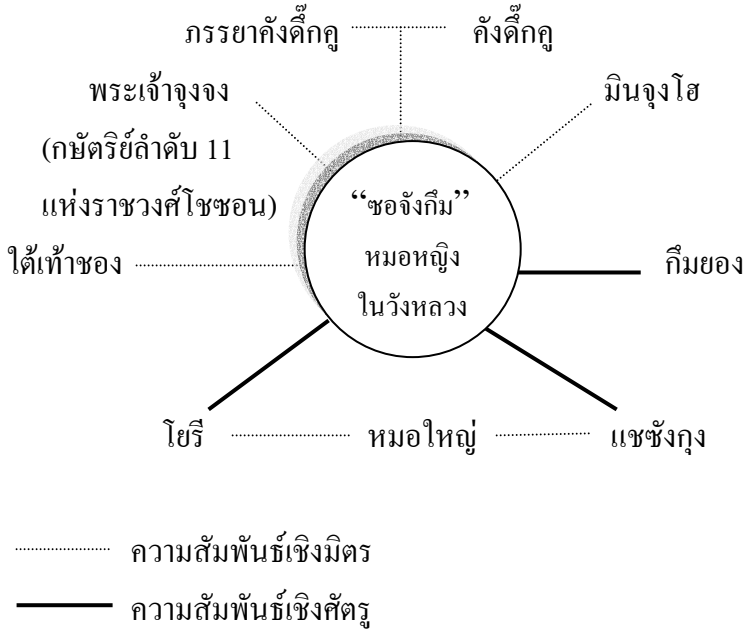 ภรรยาคังดึ๊กคู คังดึ๊กคู
พระเจ้าจุงจง
(กษัตริย์ลำดับ 11
แห่งราชวงศ์โชซอน)
มินจุงโฮ
“ซอจังกึม”
หมอหญิง
ในวังหลวง
ใต้เท้าชอง
กึมยอง
โยรี หมอใหญ่ แชซังกุง
ความสัมพันธ์เชิงมิตร
ความสัมพันธ์เชิงศัตรู